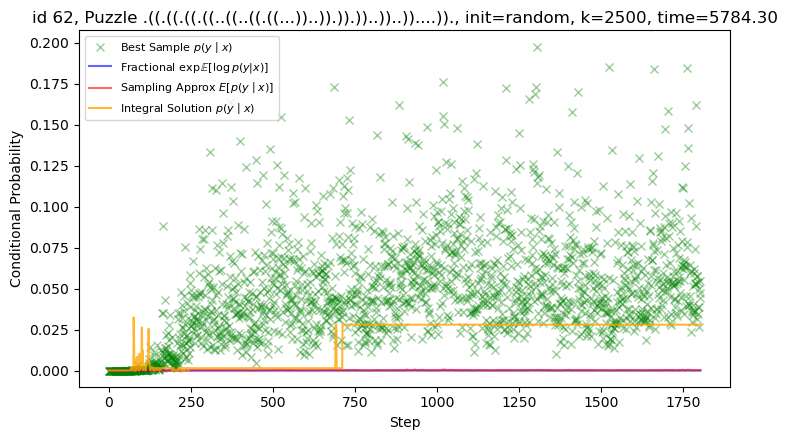 id 62, Puzzle .((.((.((.((..((..((.((...))..)).)).))..))..))....))., init=random, k=2500, time=5784.30
Best Sample p(y | x)
Fractional exp𝔼[log p(y|x)]
Sampling Approx E[p(y | x)]
Integral Solution p(y | x)
Conditional Probability
0.200
0.175
0.150
0.125
0.100
0.075
0.050
0.025
0.000
0 250 500 750 1000 1250 1500 1750
Step